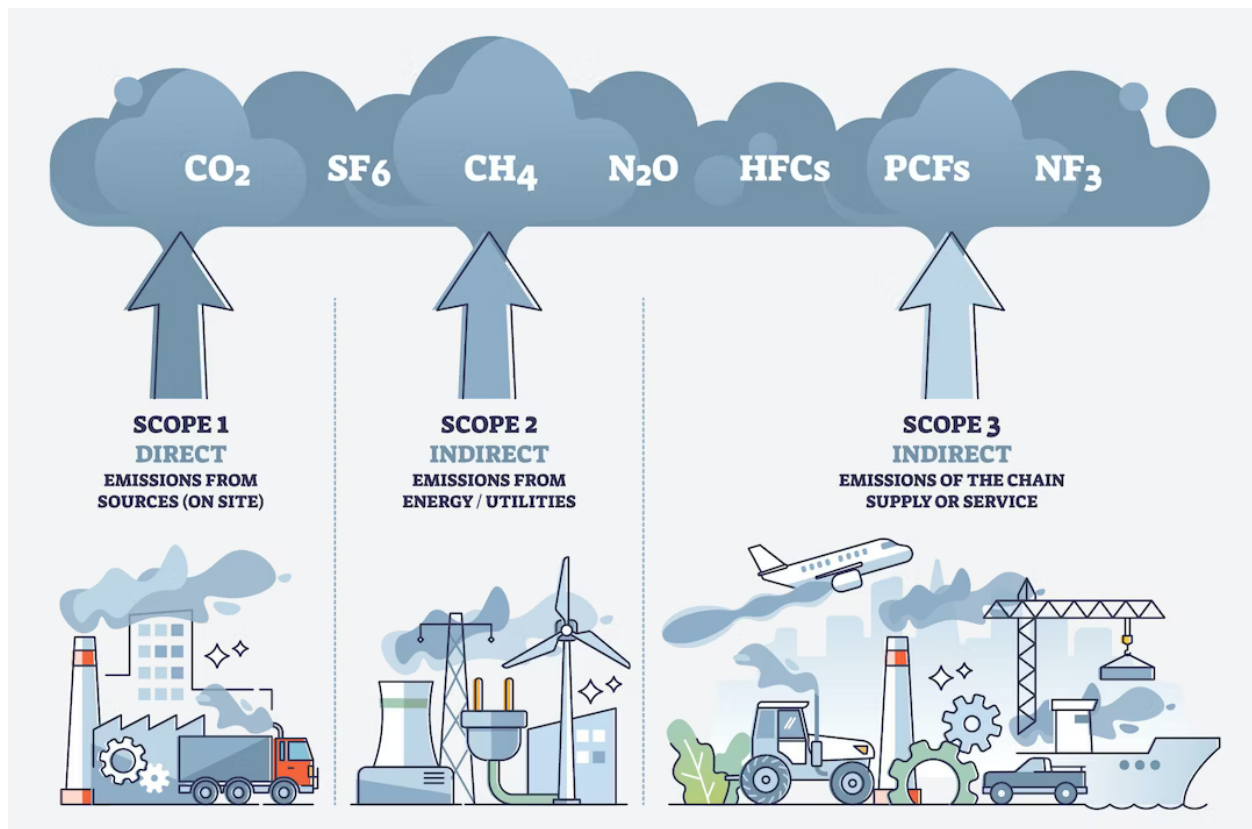 CO₂ SF₆ CH₄ N₂O HFCs PCFs NF₃
SCOPE 1
DIRECT
EMISSIONS FROM
SOURCES (ON SITE)
SCOPE 2
INDIRECT
EMISSIONS FROM
ENERGY / UTILITIES
SCOPE 3
INDIRECT
EMISSIONS OF THE CHAIN
SUPPLY OR SERVICE